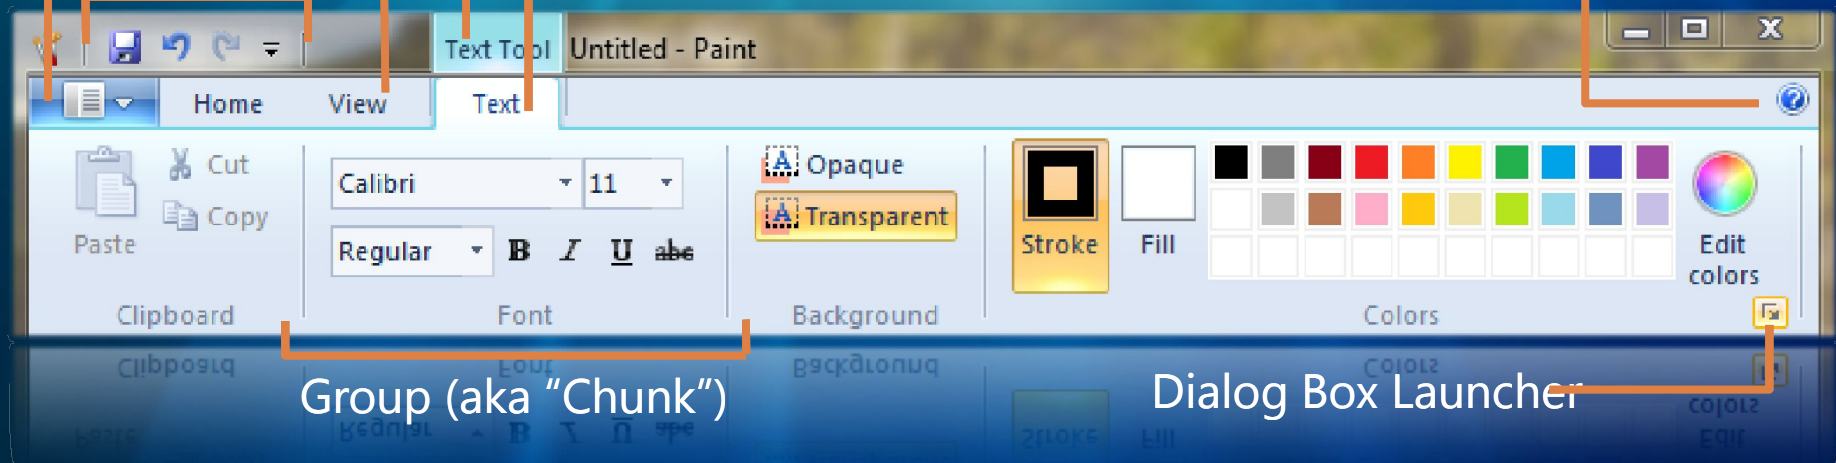 Text Tool Untitled - Paint
Home View Text
Cut
Copy
Paste
Clipboard
Calibri 11
Regular B I U abc
Font
Opaque
Transparent
Background
Stroke Fill
Edit
colors
Colors
Group (aka “Chunk”)
Dialog Box Launcher